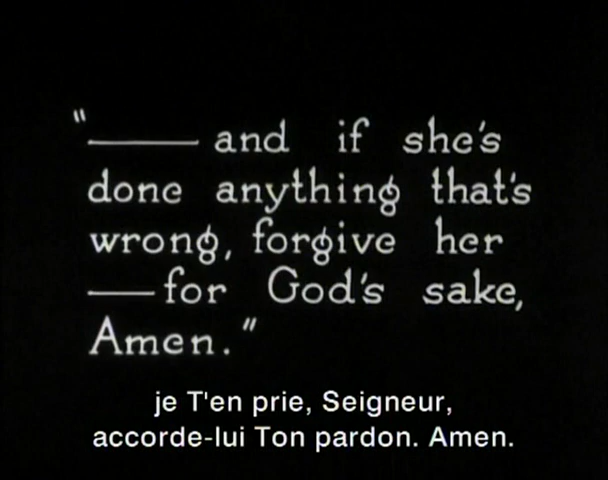 "—— and if she's
done anything that's
wrong, forgive her
—for God's sake,
Amen."
je T'en prie, Seigneur,
accorde-lui Ton pardon. Amen.